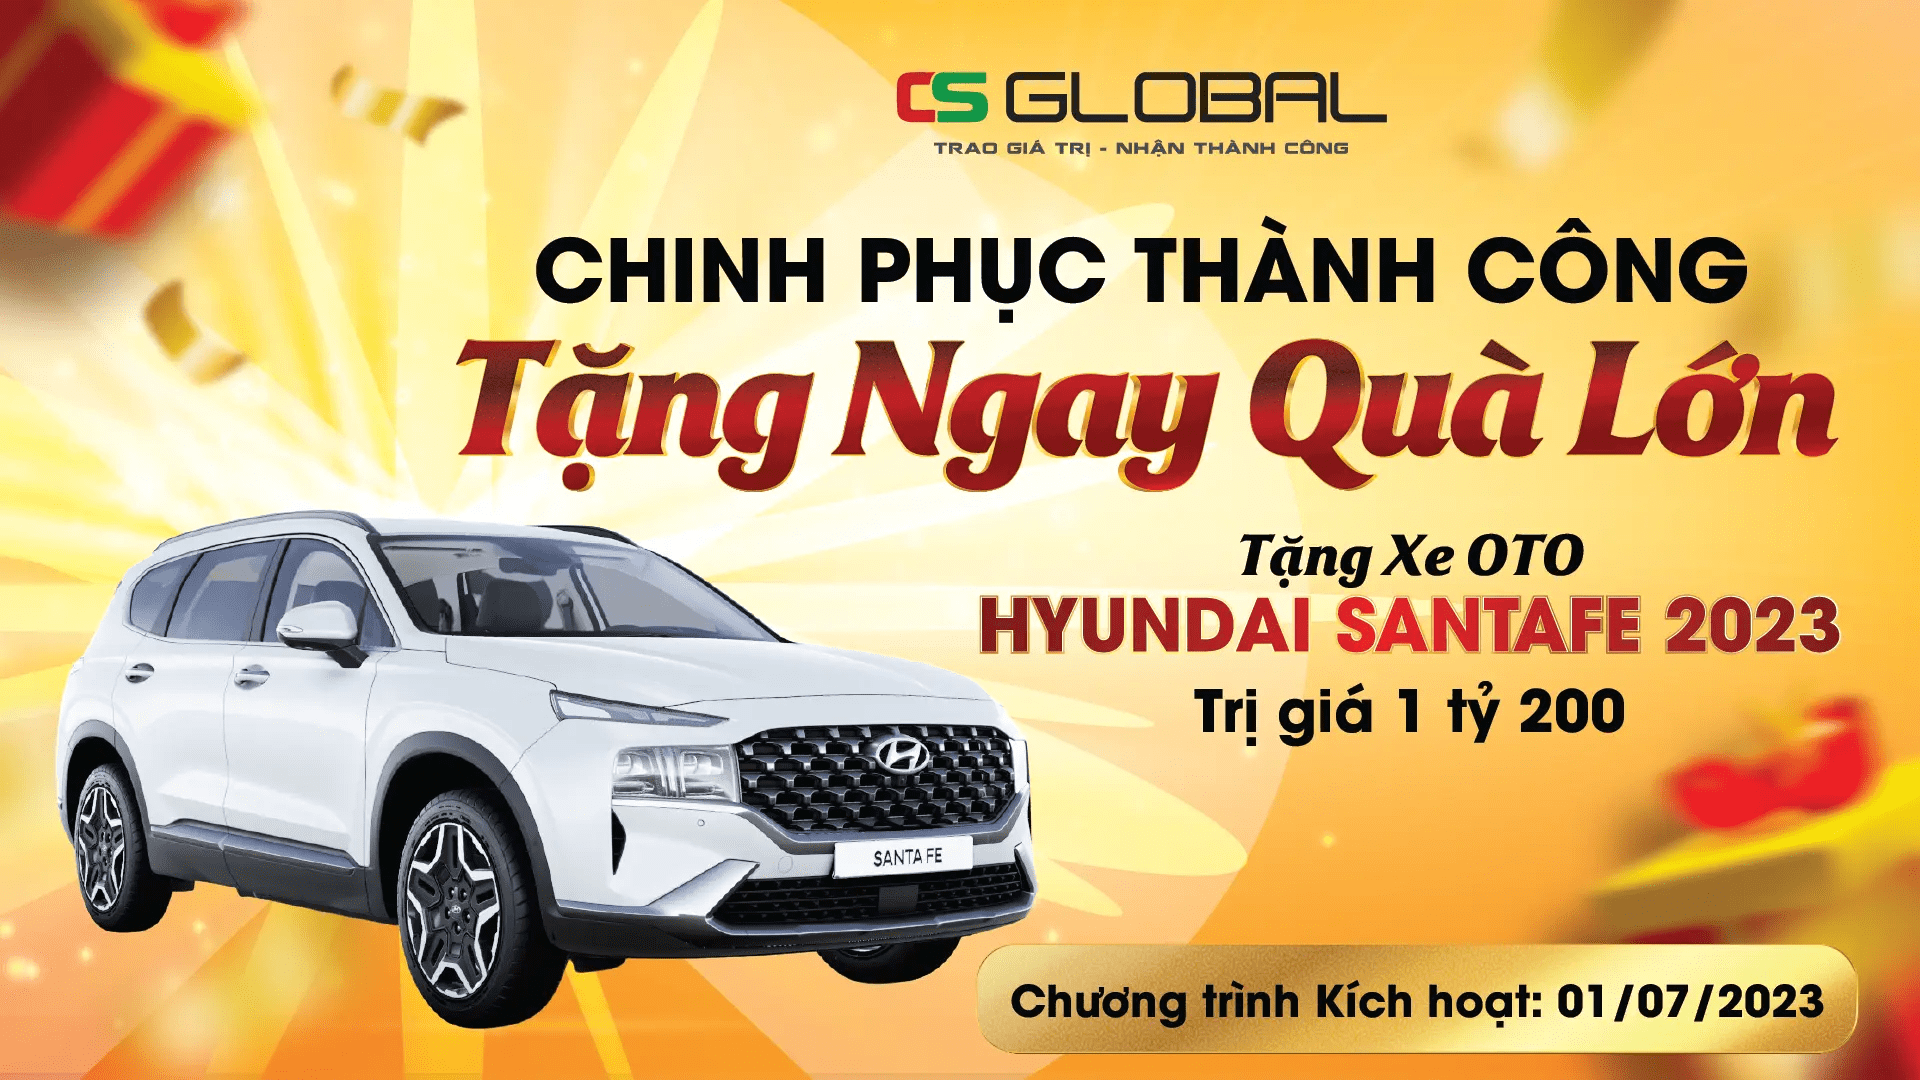 CS GLOBAL
TRAO GIÁ TRỊ - NHẬN THÀNH CÔNG
CHINH PHỤC THÀNH CÔNG
Tặng Ngay Quà Lớn
Tặng Xe OTO
HYUNDAI SANTAFE 2023
Trị giá 1 tỷ 200
SANTA FE
Chương trình Kích hoạt: 01/07/2023